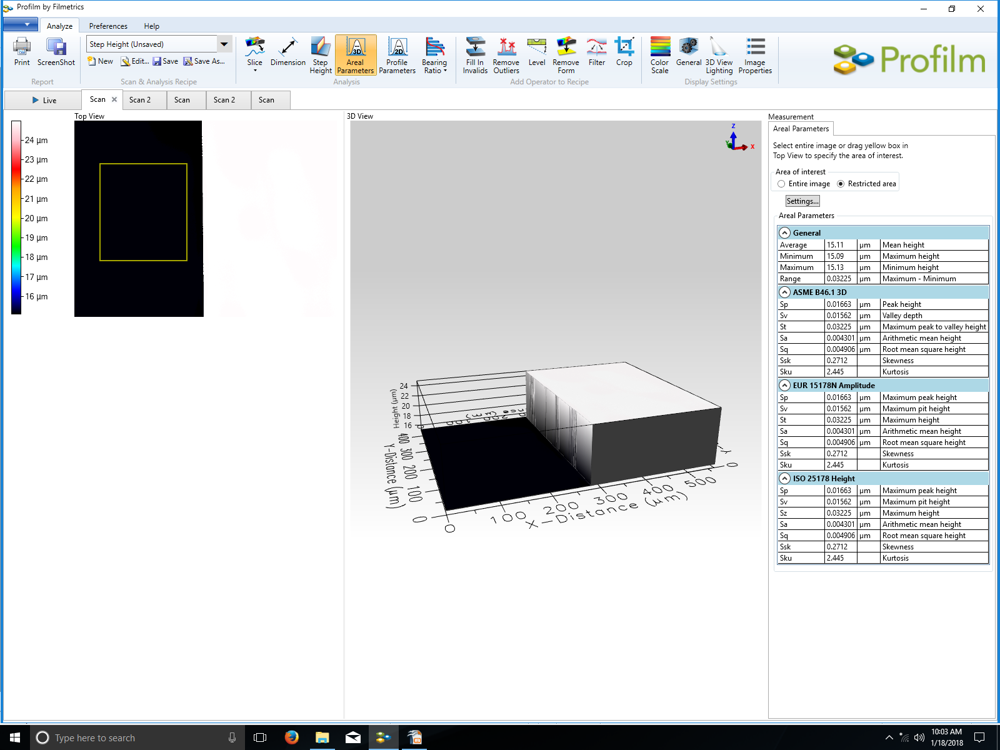 Profilm by Filmetrics
Analyze Preferences Help
Step Height (Unsaved)
New Edit... Save Save As...
Print ScreenShot
Slice Dimension Step Height Areal Parameters Profile Parameters Bearing Ratio
Fill In Invalids Remove Outliers Level Remove Form Filter Crop
Color Scale General 3D View Lighting Image Properties
Report Scan & Analysis Recipe Analysis Add Operator to Recipe Display Settings
Profilm
Live Scan Scan 2 Scan Scan 2 Scan
Top View
24 µm
23 µm
22 µm
21 µm
20 µm
19 µm
18 µm
17 µm
16 µm
3D View
Z
Y
X
24
22
20
18
16
Height (µm)
400
300
200
100
0
Y-Distance (µm)
0
100
200
300
400
500
0
X-Distance (µm)
Measurement
Areal Parameters
Select entire image or drag yellow box in
Top View to specify the area of interest.
Area of interest
Entire image Restricted area
Settings...
Areal Parameters
General
Average 15.11 µm Mean height
Minimum 15.09 µm Maximum height
Maximum 15.13 µm Minimum height
Range 0.03225 µm Maximum - Minimum
ASME B46.1 3D
Sp 0.01663 µm Peak height
Sv 0.01562 µm Valley depth
St 0.03225 µm Maximum peak to valley height
Sa 0.004301 µm Arithmetic mean height
Sq 0.004906 µm Root mean square height
Ssk 0.2712 Skewness
Sku 2.445 Kurtosis
EUR 15178N Amplitude
Sp 0.01663 µm Maximum peak height
Sv 0.01562 µm Maximum pit height
St 0.03225 µm Maximum height
Sa 0.004301 µm Arithmetic mean height
Sq 0.004906 µm Root mean square height
Ssk 0.2712 Skewness
Sku 2.445 Kurtosis
ISO 25178 Height
Sp 0.01663 µm Maximum peak height
Sv 0.01562 µm Maximum pit height
Sz 0.03225 µm Maximum height
Sa 0.004301 µm Arithmetic mean height
Sq 0.004906 µm Root mean square height
Ssk 0.2712 Skewness
Sku 2.445 Kurtosis
Type here to search
10:03 AM
1/18/2018